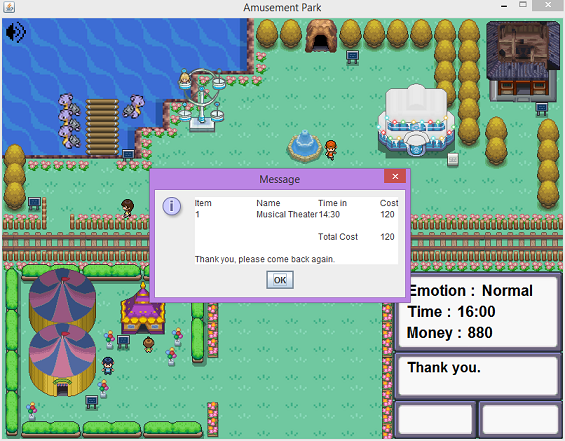 Amusement Park
Message
Item Name Time in Cost
1 Musical Theater 14:30 120
Total Cost 120
Thank you, please come back again.
OK
Emotion : Normal
Time : 16:00
Money : 880
Thank you.